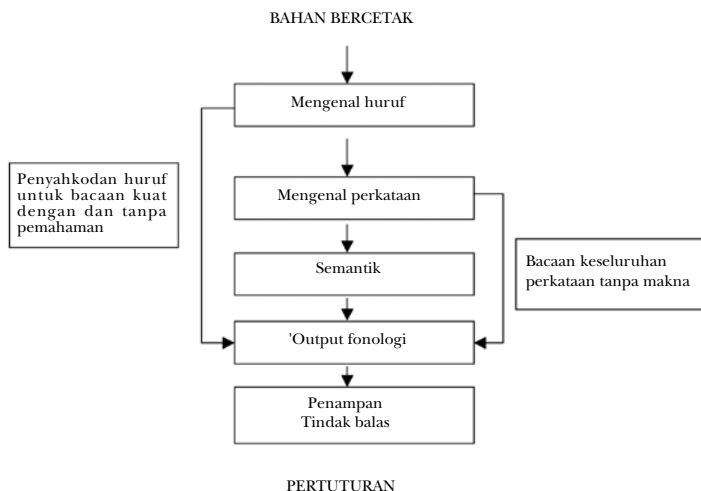 BAHAN BERCETAK
Mengenal huruf
Penyahkodan huruf
untuk bacaan kuat
dengan dan tanpa
pemahaman
Mengenal perkataan
Semantik
Bacaan keseluruhan
perkataan tanpa makna
'Output fonologi
Penampan
Tindak balas
PERTUTURAN